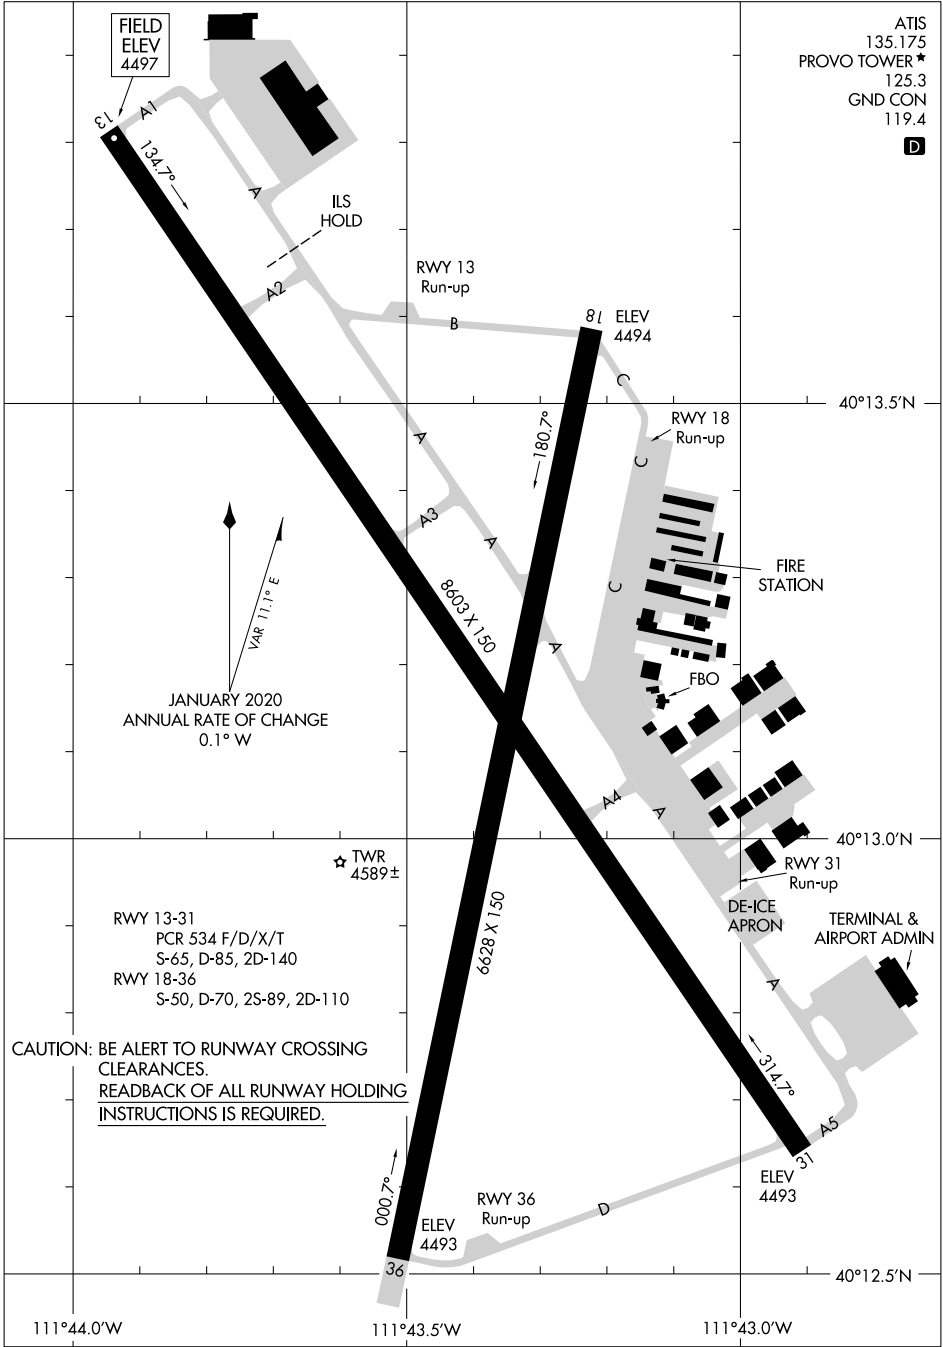 FIELD
ELEV
4497
ATIS
135.175
PROVO TOWER★
125.3
GND CON
119.4
D
13
A1
134.7°
A
ILS
HOLD
A2
RWY 13
Run-up
B
18
ELEV
4494
C
40°13.5'N
RWY 18
Run-up
180.7°
A
C
A3
A
FIRE
STATION
C
VAR 11.1° E
8603 X 150
A
FBO
JANUARY 2020
ANNUAL RATE OF CHANGE
0.1° W
A4
A
40°13.0'N
TWR
4589±
RWY 31
Run-up
DE-ICE
APRON
TERMINAL &
AIRPORT ADMIN
RWY 13-31
PCR 534 F/D/X/T
S-65, D-85, 2D-140
RWY 18-36
S-50, D-70, 2S-89, 2D-110
6628 X 150
A
CAUTION: BE ALERT TO RUNWAY CROSSING
CLEARANCES.
READBACK OF ALL RUNWAY HOLDING
INSTRUCTIONS IS REQUIRED.
314.7°
A5
31
ELEV
4493
000.7°
RWY 36
Run-up
D
ELEV
4493
36
40°12.5'N
111°44.0'W
111°43.5'W
111°43.0'W